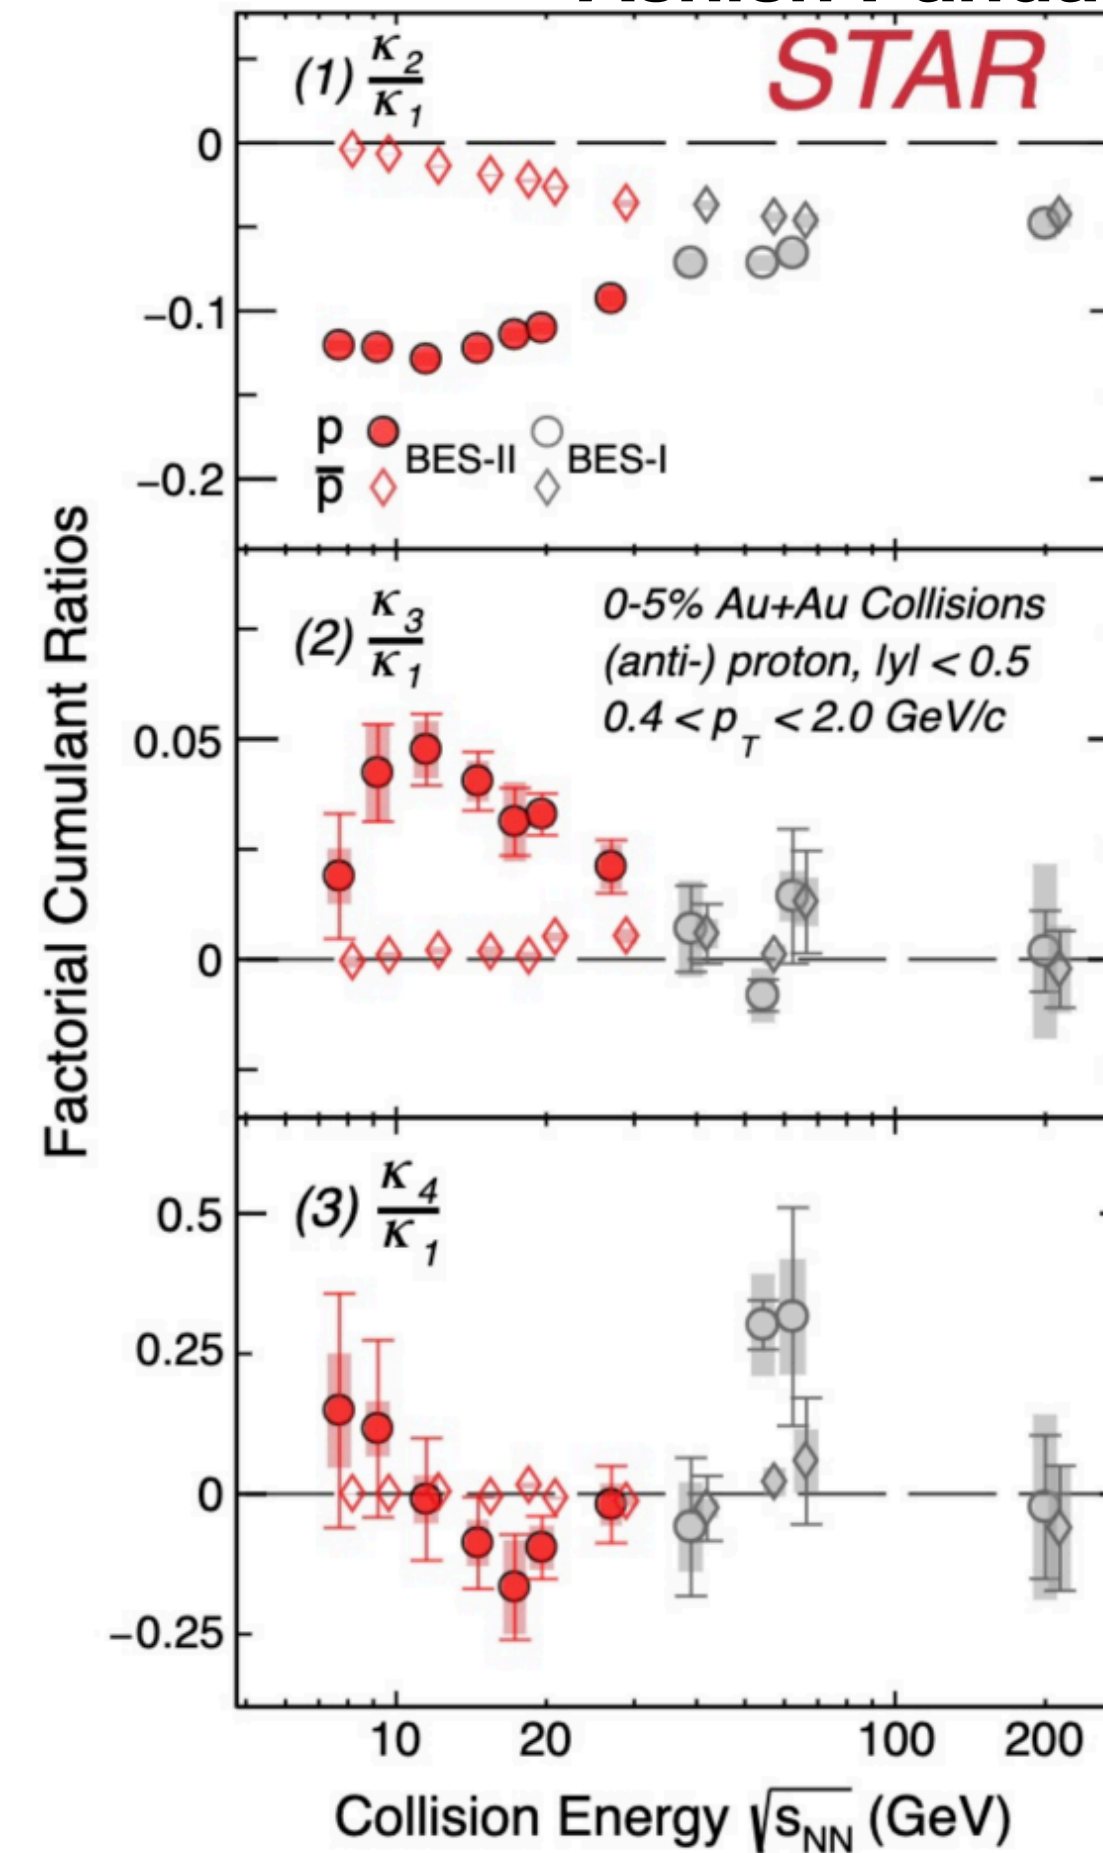 STAR
(1) κ2/κ1
0
−0.1
−0.2
p BES-II BES-I
p̅
Factorial Cumulant Ratios
(2) κ3/κ1
0-5% Au+Au Collisions
(anti-) proton, lyl < 0.5
0.4 < pT < 2.0 GeV/c
0.05
0
(3) κ4/κ1
0.5
0.25
0
−0.25
10 20 100 200
Collision Energy √sNN (GeV)